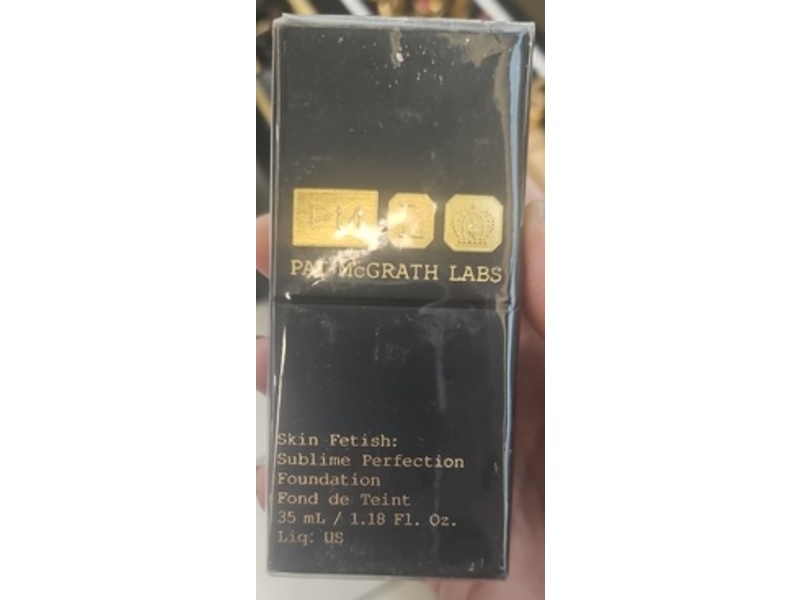 PM L
PAT McGRATH LABS
Skin Fetish:
Sublime Perfection
Foundation
Fond de Teint
35 mL / 1.18 Fl. Oz.
Liq. US